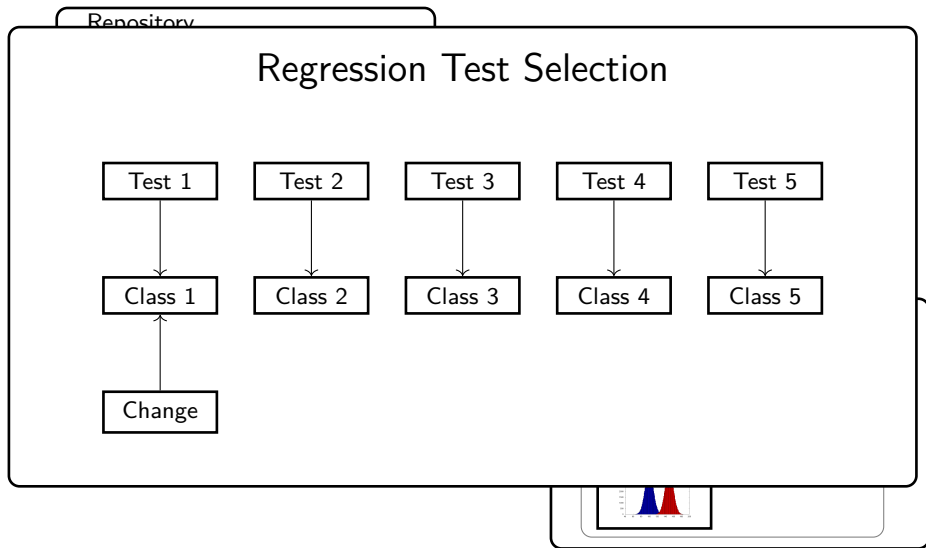 Repository
Regression Test Selection
Test 1 Test 2 Test 3 Test 4 Test 5
Class 1 Class 2 Class 3 Class 4 Class 5
Change